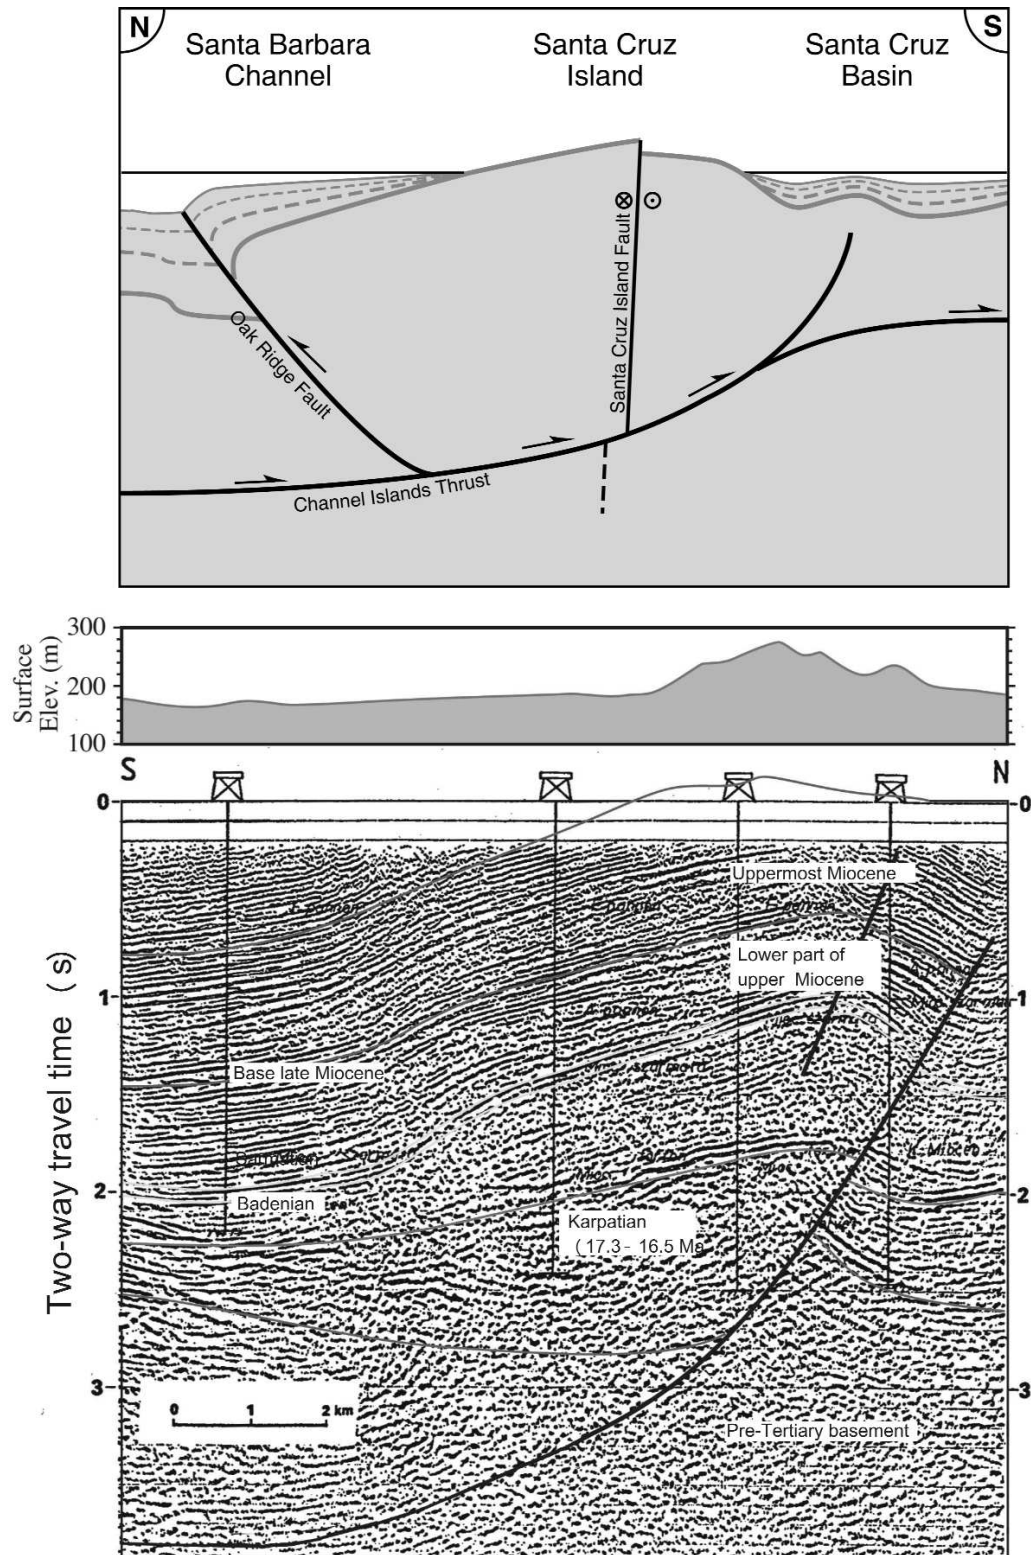 N
S
Santa Barbara
Channel
Santa Cruz
Island
Santa Cruz
Basin
Santa Cruz Island Fault
Oak Ridge Fault
Channel Islands Thrust
Surface
Elev. (m)
300
200
100
S
N
0
0
Uppermost Miocene
Lower part of
upper Miocene
1
1
Base late Miocene
Badenian
2
2
Karpatian
( 17.3 - 16.5 Ma
3
3
0 1 2 km
Pre-Tertiary basement
Two-way travel time ( s)